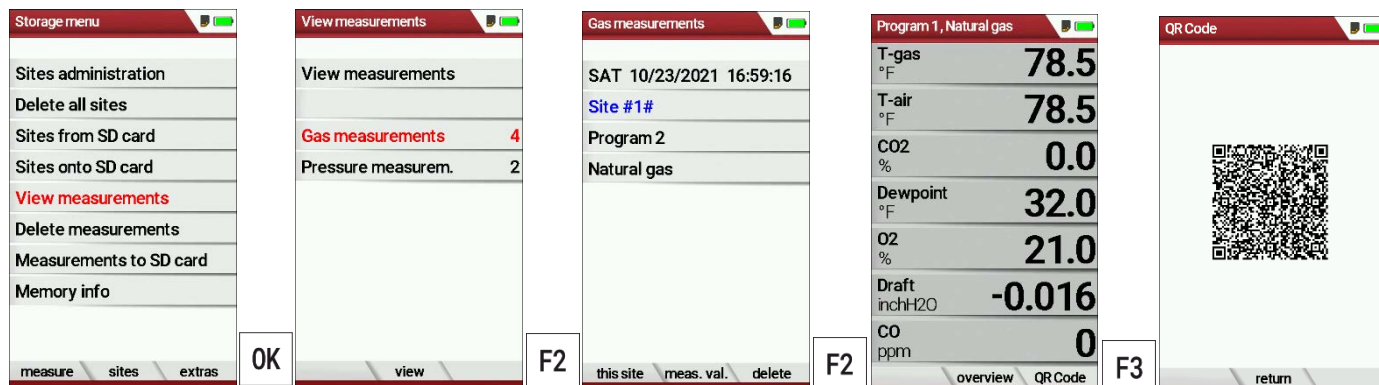 Storage menu
Sites administration
Delete all sites
Sites from SD card
Sites onto SD card
View measurements
Delete measurements
Measurements to SD card
Memory info
measure sites extras
OK
View measurements
View measurements
Gas measurements 4
Pressure measurem. 2
view
F2
Gas measurements
SAT 10/23/2021 16:59:16
Site #1#
Program 2
Natural gas
this site meas. val. delete
F2
Program 1, Natural gas
T-gas
°F 78.5
T-air
°F 78.5
CO2
% 0.0
Dewpoint
°F 32.0
O2
% 21.0
Draft
inchH2O -0.016
CO
ppm 0
overview QR Code
F3
QR Code
return